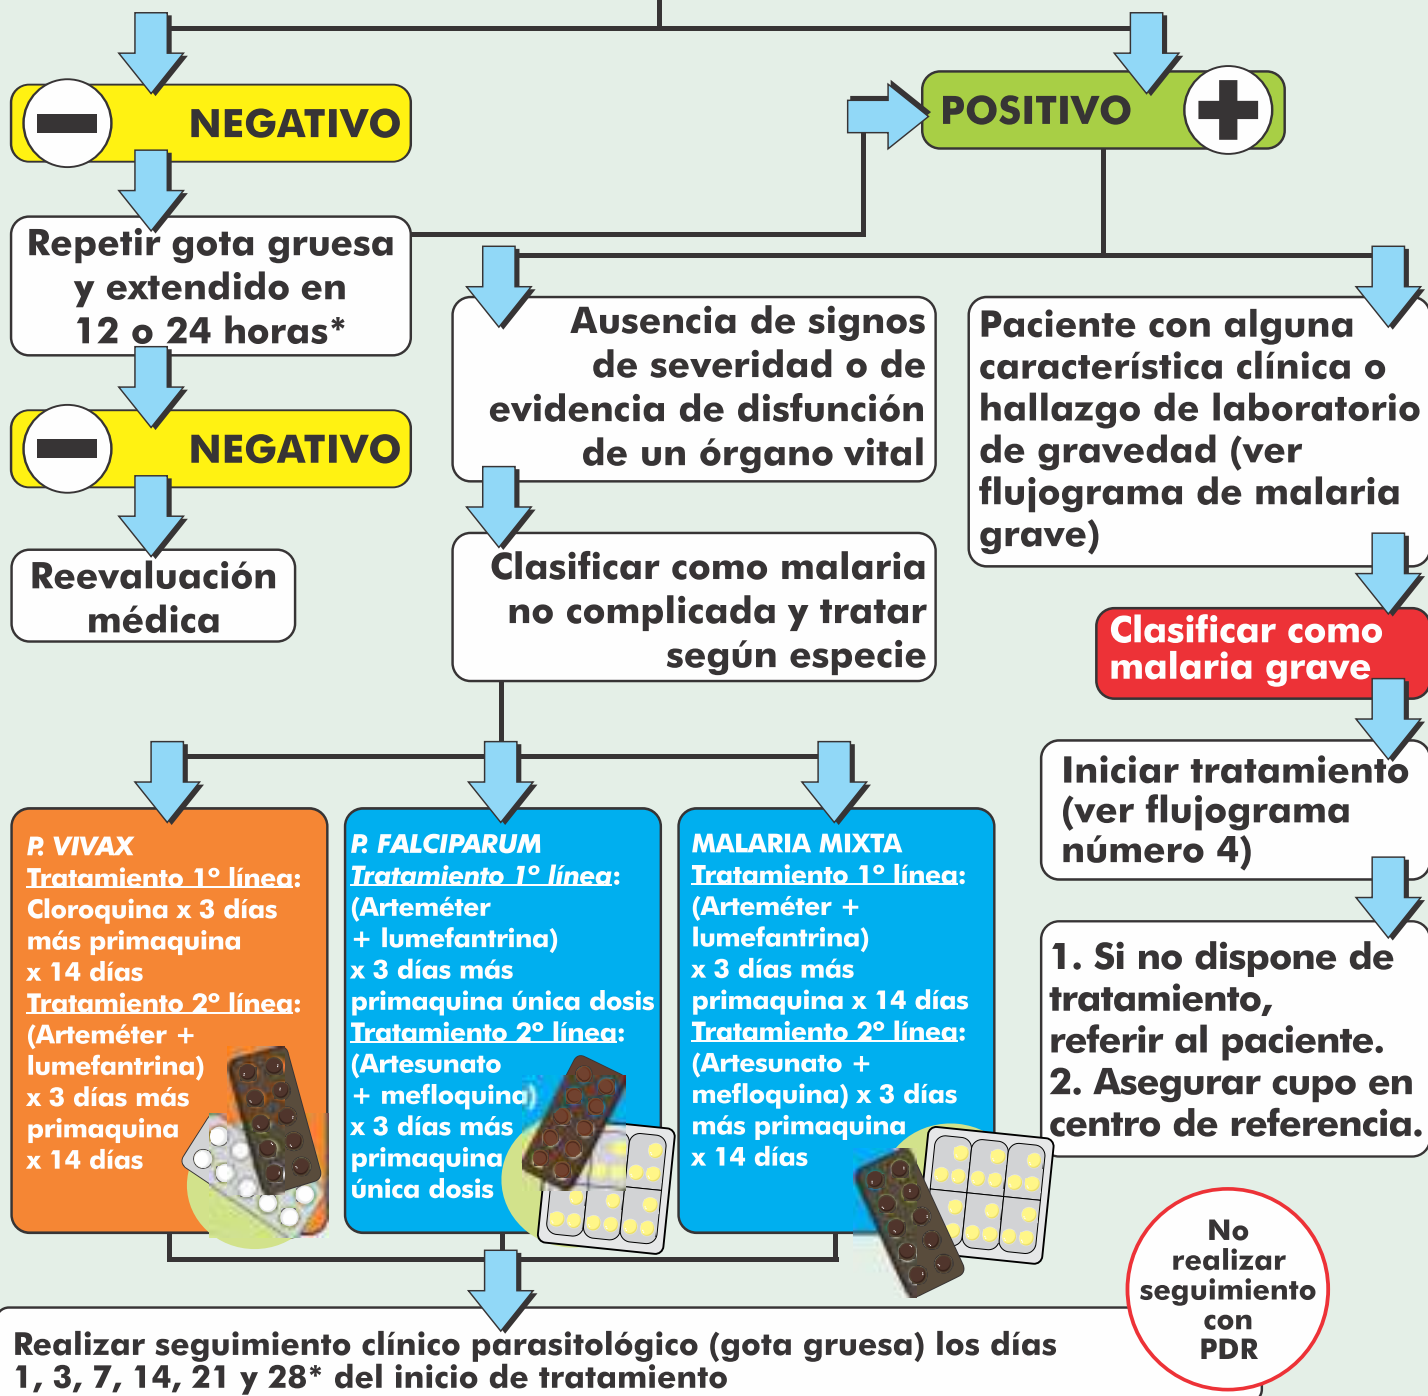 NEGATIVO
POSITIVO
Repetir gota gruesa
y extendido en
12 o 24 horas*
NEGATIVO
Reevaluación
médica
Ausencia de signos
de severidad o de
evidencia de disfunción
de un órgano vital
Clasificar como malaria
no complicada y tratar
según especie
Paciente con alguna
característica clínica o
hallazgo de laboratorio
de gravedad (ver
flujograma de malaria
grave)
Clasificar como
malaria grave
Iniciar tratamiento
(ver flujograma
número 4)
1. Si no dispone de
tratamiento,
referir al paciente.
2. Asegurar cupo en
centro de referencia.
P. VIVAX
Tratamiento 1º línea:
Cloroquina x 3 días
más primaquina
x 14 días
Tratamiento 2º línea:
(Arteméter +
lumefantrina)
x 3 días más
primaquina
x 14 días
P. FALCIPARUM
Tratamiento 1º línea:
(Arteméter
+ lumefantrina)
x 3 días más
primaquina única dosis
Tratamiento 2º línea:
(Artesunato
+ mefloquina)
x 3 días más
primaquina
única dosis
MALARIA MIXTA
Tratamiento 1º línea:
(Arteméter +
lumefantrina)
x 3 días más
primaquina x 14 días
Tratamiento 2º línea:
(Artesunato +
mefloquina) x 3 días
más primaquina
x 14 días
No
realizar
seguimiento
con
PDR
Realizar seguimiento clínico parasitológico (gota gruesa) los días
1, 3, 7, 14, 21 y 28* del inicio de tratamiento